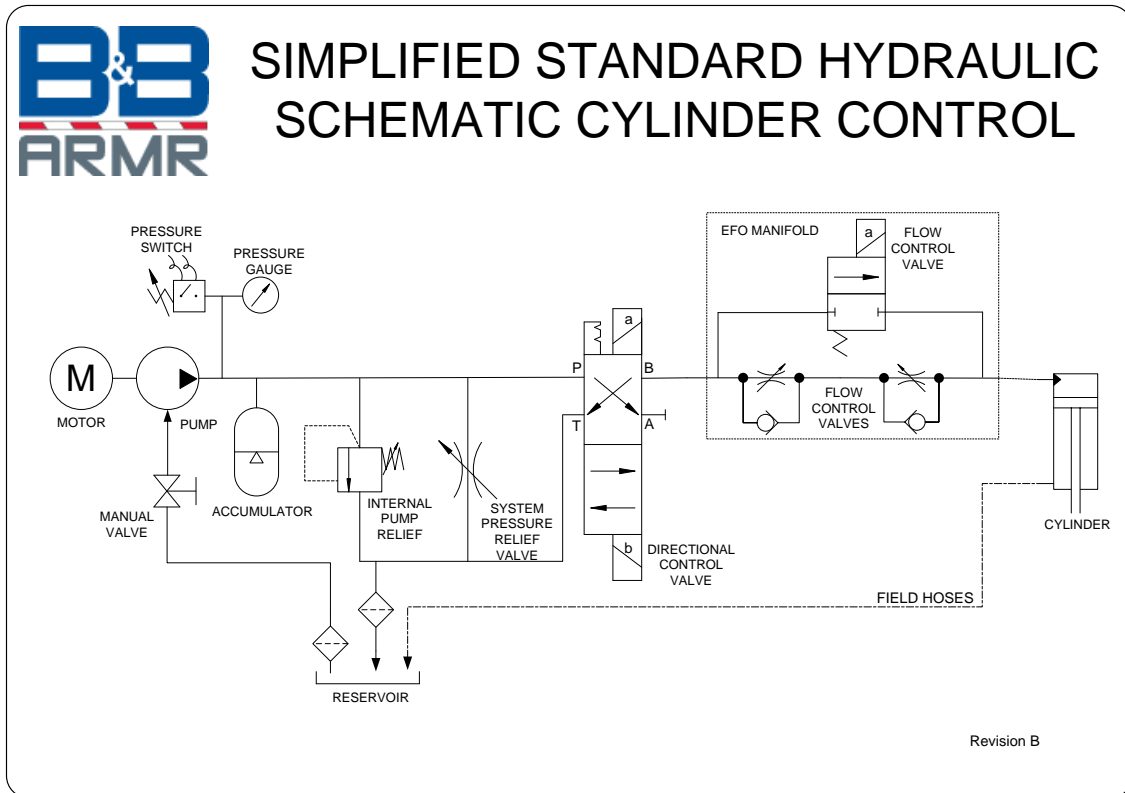 B&B
ARMR
SIMPLIFIED STANDARD HYDRAULIC
SCHEMATIC CYLINDER CONTROL
PRESSURE
SWITCH
PRESSURE
GAUGE
EFO MANIFOLD
a
FLOW
CONTROL
VALVE
a
P
B
M
MOTOR
PUMP
T
A
FLOW
CONTROL
VALVES
MANUAL
VALVE
ACCUMULATOR
INTERNAL
PUMP
RELIEF
SYSTEM
PRESSURE
RELIEF
VALVE
b
DIRECTIONAL
CONTROL
VALVE
CYLINDER
FIELD HOSES
RESERVOIR
Revision B